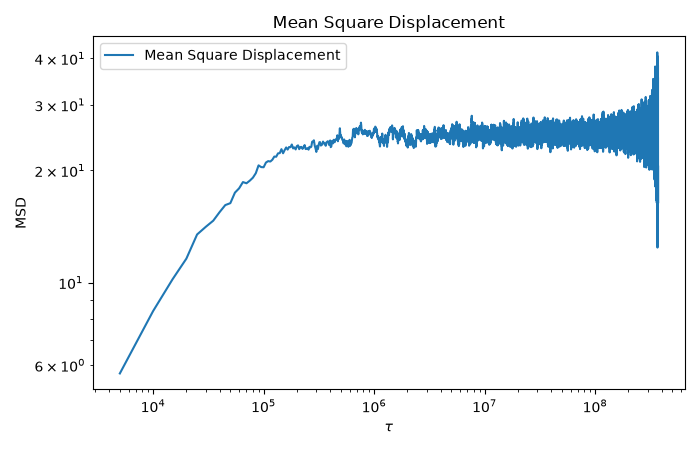 Mean Square Displacement
Mean Square Displacement
4 × 10¹
3 × 10¹
2 × 10¹
10¹
6 × 10⁰
MSD
10⁴ 10⁵ 10⁶ 10⁷ 10⁸
τ